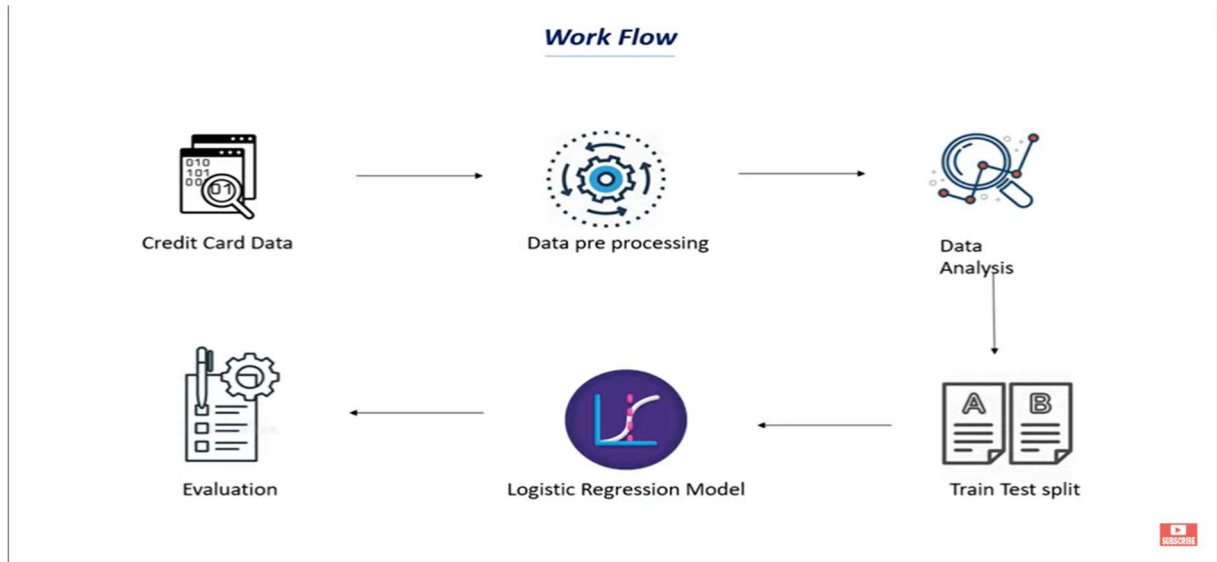 Work Flow
010
101
00
01
Credit Card Data
Data pre processing
Data
Analysis
A
B
Evaluation
Logistic Regression Model
Train Test split
SUBSCRIBE